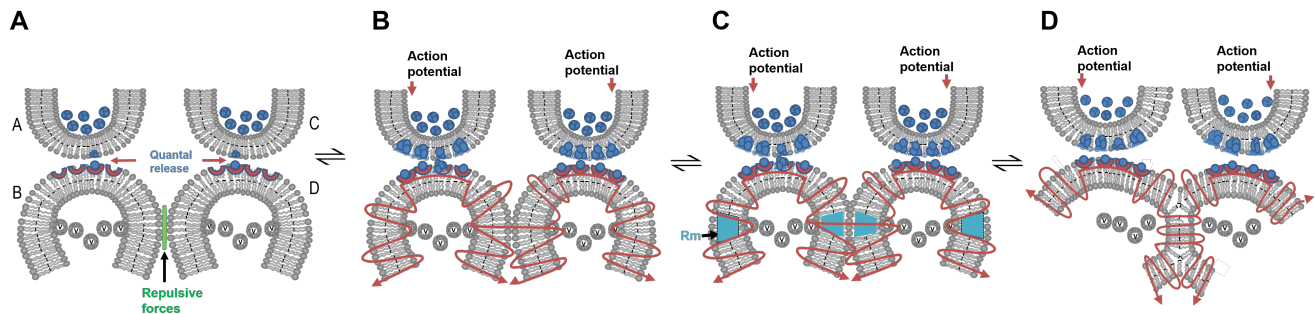 A
B
C
D
Action
potential
Action
potential
Action
potential
Action
potential
Action
potential
Action
potential
A
C
Quantal
release
B
D
V V V V V
V V V V V
V V V V V
V V V V V
V V V V V
V V V V V
V V V V V
V V V V V
Rm
Repulsive
forces